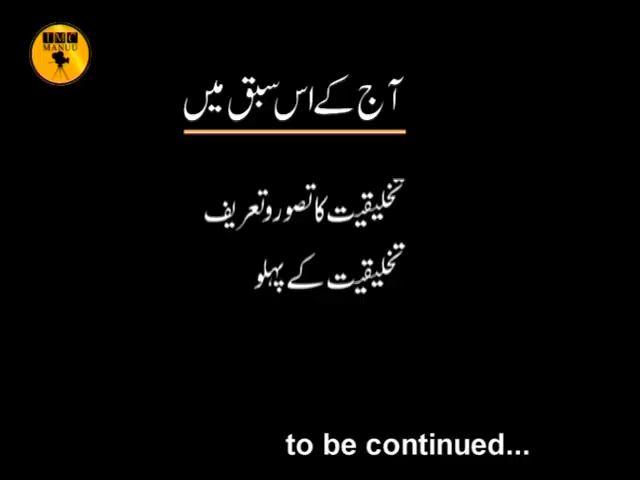 IMC
MANUU
آج کے اس سبق میں
تخلیقیت کا تصور و تعریف
تخلیقیت کے پہلو
to be continued...